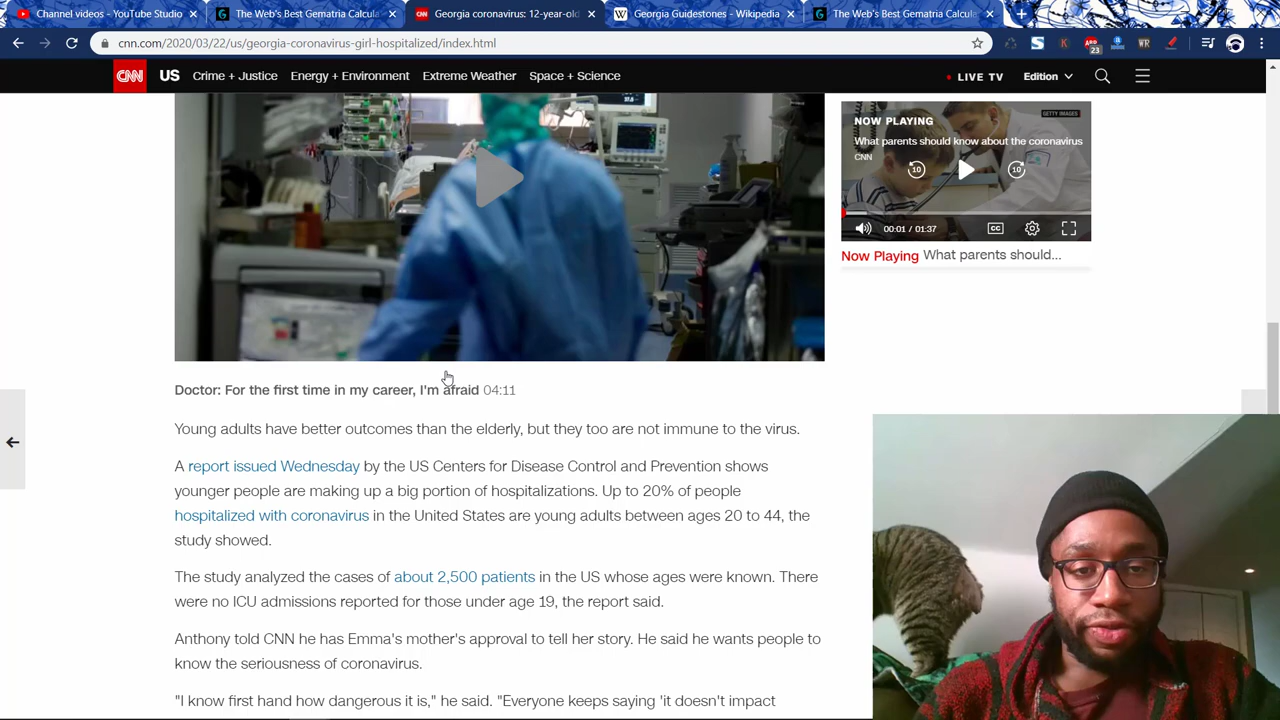 Channel videos - YouTube Studio
The Web's Best Gematria Calcula
CNN
Georgia coronavirus: 12-year-old
Georgia Guidestones - Wikipedia
The Web's Best Gematria Calcula
cnn.com/2020/03/22/us/georgia-coronavirus-girl-hospitalized/index.html
23
WR
CNN
US
Crime + Justice
Energy + Environment
Extreme Weather
Space + Science
LIVE TV
Edition
GETTY IMAGES
NOW PLAYING
What parents should know about the coronavirus
CNN
10
10
00:01 / 01:37
CC
Now Playing What parents should...
Doctor: For the first time in my career, I'm afraid 04:11
Young adults have better outcomes than the elderly, but they too are not immune to the virus.
A report issued Wednesday by the US Centers for Disease Control and Prevention shows
younger people are making up a big portion of hospitalizations. Up to 20% of people
hospitalized with coronavirus in the United States are young adults between ages 20 to 44, the
study showed.
The study analyzed the cases of about 2,500 patients in the US whose ages were known. There
were no ICU admissions reported for those under age 19, the report said.
Anthony told CNN he has Emma's mother's approval to tell her story. He said he wants people to
know the seriousness of coronavirus.
"I know first hand how dangerous it is," he said. "Everyone keeps saying 'it doesn't impact